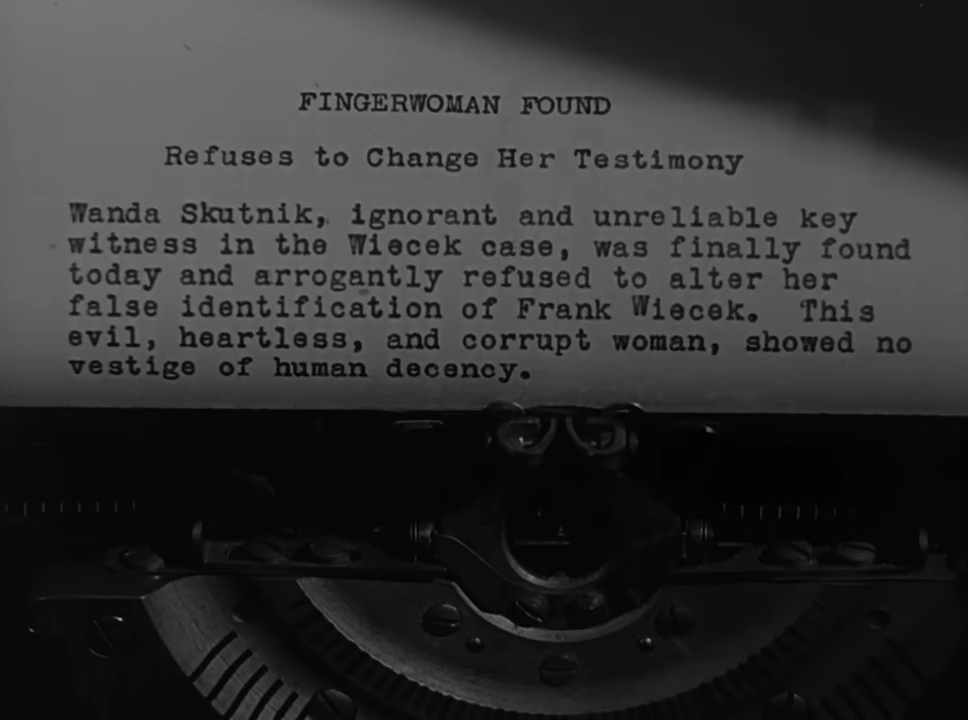 FINGERWOMAN FOUND
Refuses to Change Her Testimony
Wanda Skutnik, ignorant and unreliable key
witness in the Wiecek case, was finally found
today and arrogantly refused to alter her
false identification of Frank Wiecek.  This
evil, heartless, and corrupt woman, showed no
vestige of human decency.